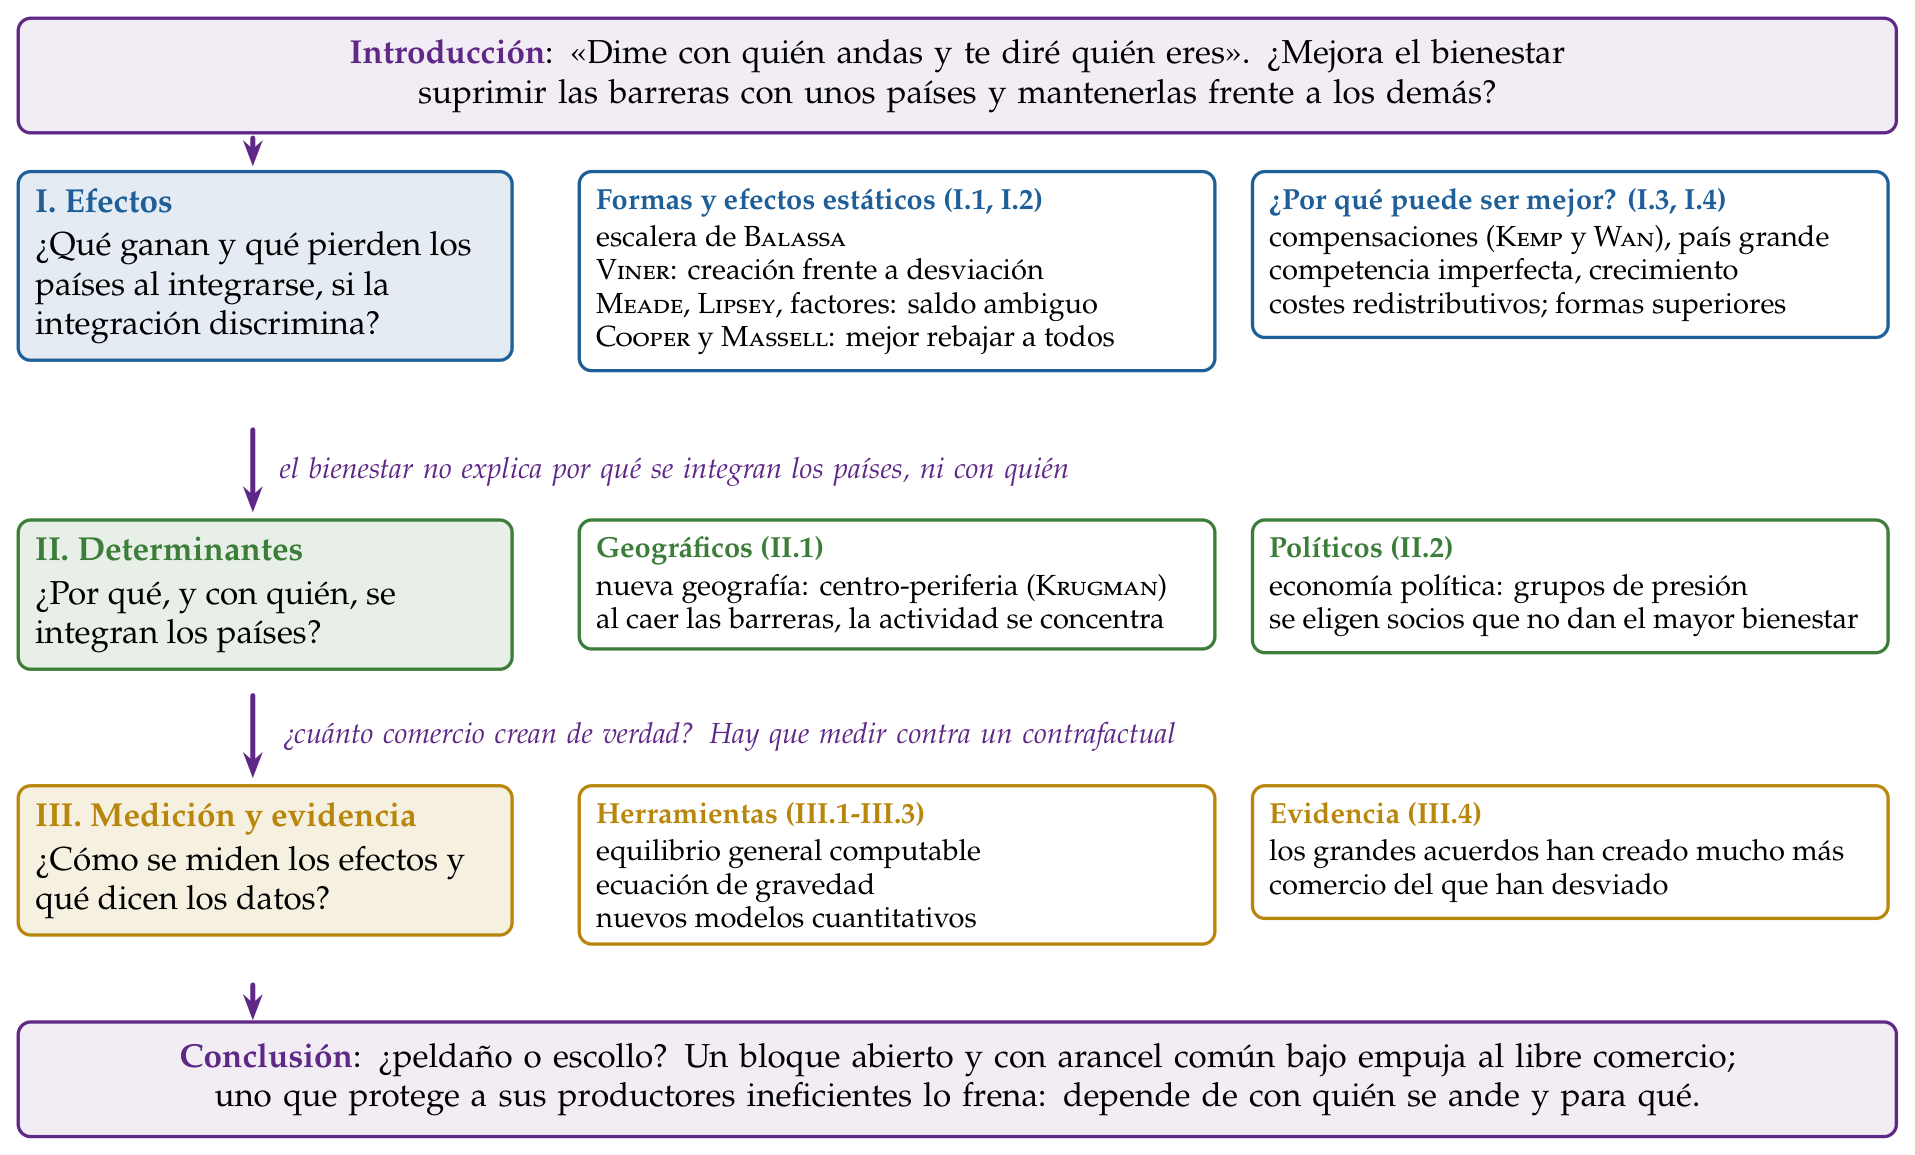 Introducción: «Dime con quién andas y te diré quién eres». ¿Mejora el bienestar
suprimir las barreras con unos países y mantenerlas frente a los demás?
I. Efectos
¿Qué ganan y qué pierden los
países al integrarse, si la
integración discrimina?
Formas y efectos estáticos (I.1, I.2)
escalera de Balassa
Viner: creación frente a desviación
Meade, Lipsey, factores: saldo ambiguo
Cooper y Massell: mejor rebajar a todos
¿Por qué puede ser mejor? (I.3, I.4)
compensaciones (Kemp y Wan), país grande
competencia imperfecta, crecimiento
costes redistributivos; formas superiores
el bienestar no explica por qué se integran los países, ni con quién
II. Determinantes
¿Por qué, y con quién, se
integran los países?
Geográficos (II.1)
nueva geografía: centro-periferia (Krugman)
al caer las barreras, la actividad se concentra
Políticos (II.2)
economía política: grupos de presión
se eligen socios que no dan el mayor bienestar
¿cuánto comercio crean de verdad? Hay que medir contra un contrafactual
III. Medición y evidencia
¿Cómo se miden los efectos y
qué dicen los datos?
Herramientas (III.1-III.3)
equilibrio general computable
ecuación de gravedad
nuevos modelos cuantitativos
Evidencia (III.4)
los grandes acuerdos han creado mucho más
comercio del que han desviado
Conclusión: ¿peldaño o escollo? Un bloque abierto y con arancel común bajo empuja al libre comercio;
uno que protege a sus productores ineficientes lo frena: depende de con quién se ande y para qué.